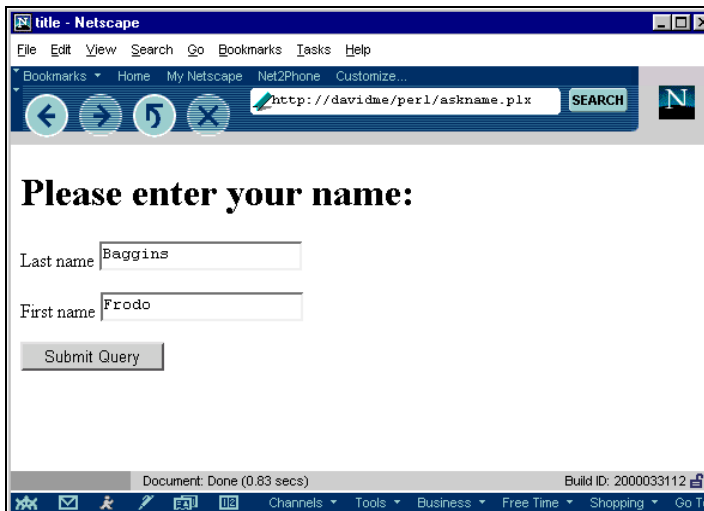 title - Netscape
File Edit View Search Go Bookmarks Tasks Help
Bookmarks Home My Netscape Net2Phone Customize...
http://davidme/perl/askname.plx SEARCH N
Please enter your name:
Last name Baggins
First name Frodo
Submit Query
Document: Done (0.83 secs) Build ID: 2000033112
Channels Tools Business Free Time Shopping Go